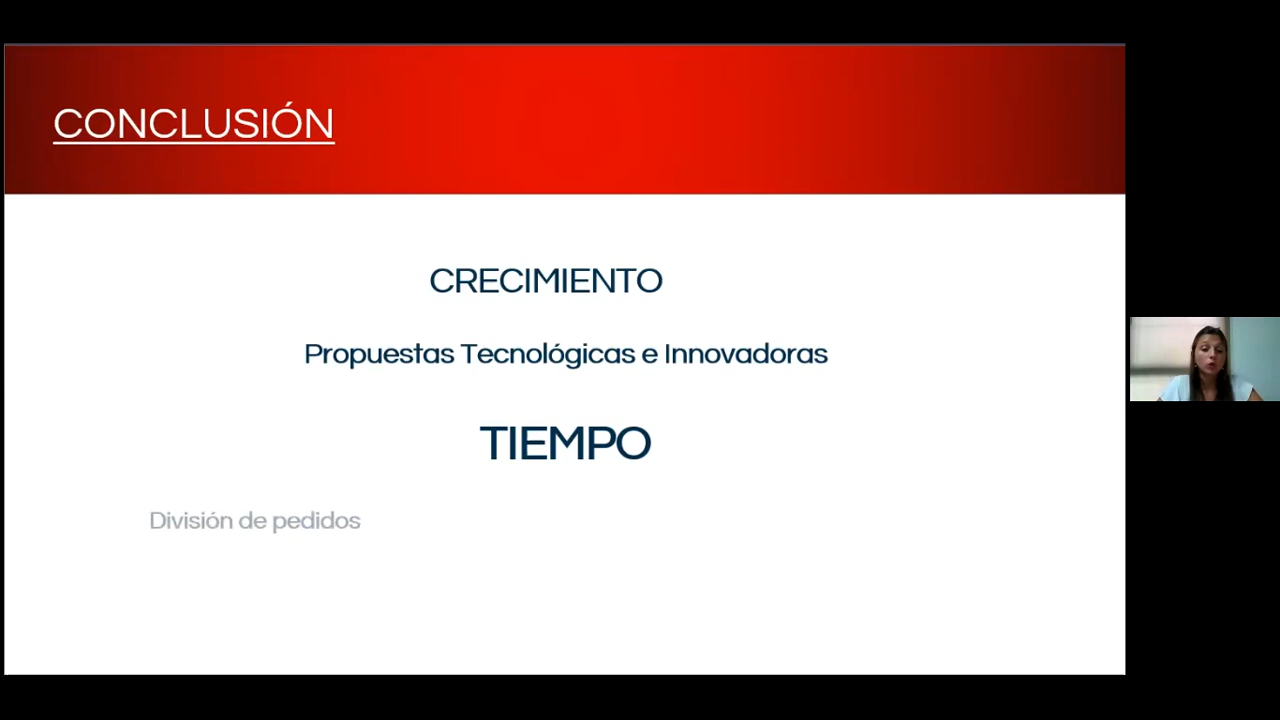 CONCLUSIÓN
CRECIMIENTO
Propuestas Tecnológicas e Innovadoras
TIEMPO
División de pedidos